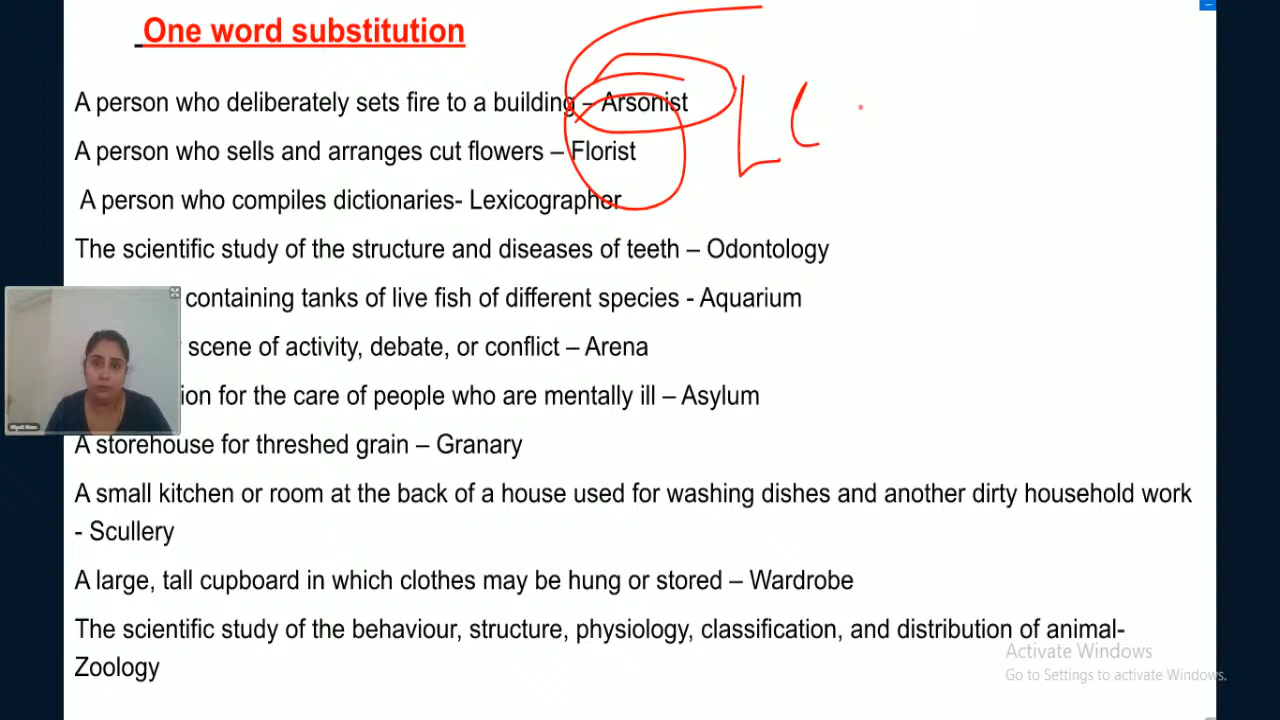 One word substitution
A person who deliberately sets fire to a building – Arsonist
A person who sells and arranges cut flowers – Florist
A person who compiles dictionaries- Lexicographer
The scientific study of the structure and diseases of teeth – Odontology
containing tanks of live fish of different species - Aquarium
scene of activity, debate, or conflict – Arena
ion for the care of people who are mentally ill – Asylum
A storehouse for threshed grain – Granary
A small kitchen or room at the back of a house used for washing dishes and another dirty household work
- Scullery
A large, tall cupboard in which clothes may be hung or stored – Wardrobe
The scientific study of the behaviour, structure, physiology, classification, and distribution of animal-
Zoology
Activate Windows
Go to Settings to activate Windows.